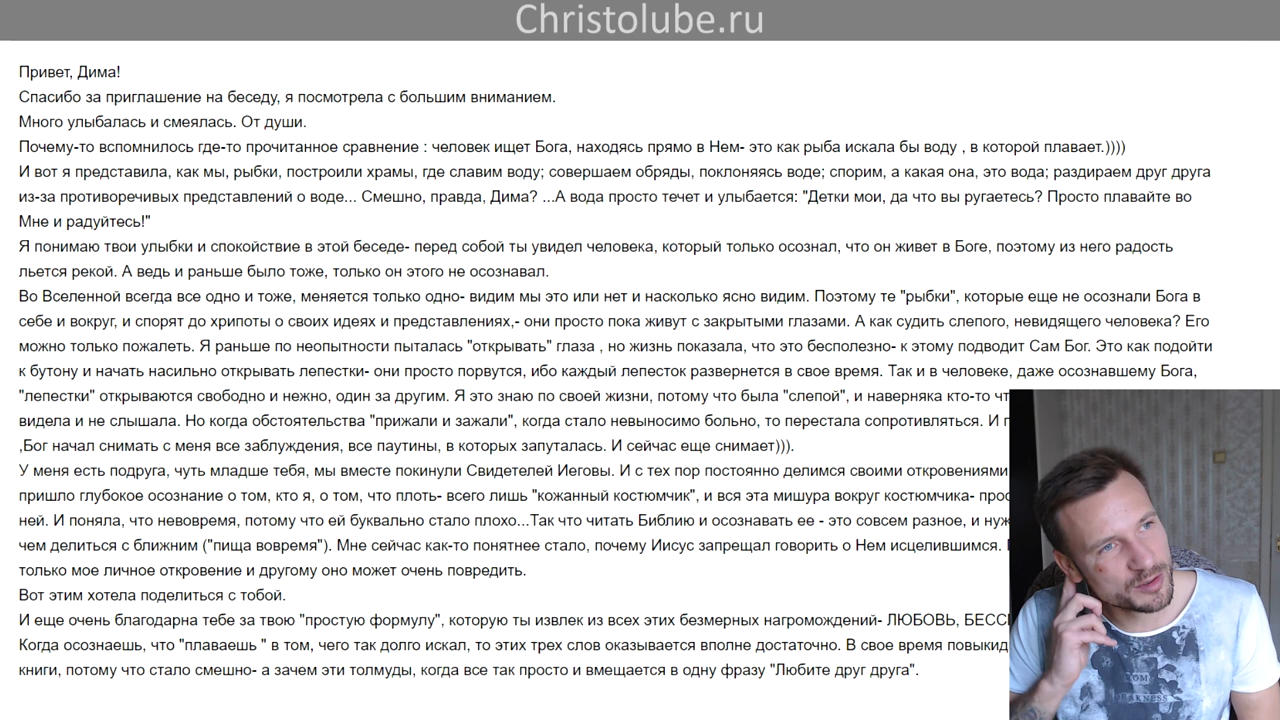 Christolube.ru
Привет, Дима!
Спасибо за приглашение на беседу, я посмотрела с большим вниманием.
Много улыбалась и смеялась. От души.
Почему-то вспомнилось где-то прочитанное сравнение : человек ищет Бога, находясь прямо в Нем- это как рыба искала бы воду , в которой плавает.))))
И вот я представила, как мы, рыбки, построили храмы, где славим воду; совершаем обряды, поклоняясь воде; спорим, а какая она, это вода; раздираем друг друга
из-за противоречивых представлений о воде... Смешно, правда, Дима? ...А вода просто течет и улыбается: "Детки мои, да что вы ругаетесь? Просто плавайте во
Мне и радуйтесь!"
Я понимаю твои улыбки и спокойствие в этой беседе- перед собой ты увидел человека, который только осознал, что он живет в Боге, поэтому из него радость
льется рекой. А ведь и раньше было тоже, только он этого не осознавал.
Во Вселенной всегда все одно и тоже, меняется только одно- видим мы это или нет и насколько ясно видим. Поэтому те "рыбки", которые еще не осознали Бога в
себе и вокруг, и спорят до хрипоты о своих идеях и представлениях,- они просто пока живут с закрытыми глазами. А как судить слепого, невидящего человека? Его
можно только пожалеть. Я раньше по неопытности пыталась "открывать" глаза , но жизнь показала, что это бесполезно- к этому подводит Сам Бог. Это как подойти
к бутону и начать насильно открывать лепестки- они просто порвутся, ибо каждый лепесток развернется в свое время. Так и в человеке, даже осознавшему Бога,
"лепестки" открываются свободно и нежно, один за другим. Я это знаю по своей жизни, потому что была "слепой", и наверняка кто-то
видела и не слышала. Но когда обстоятельства "прижали и зажали", когда стало невыносимо больно, то перестала сопротивляться. И
,Бог начал снимать с меня все заблуждения, все паутины, в которых запуталась. И сейчас еще снимает))).
У меня есть подруга, чуть младше тебя, мы вместе покинули Свидетелей Иеговы. И с тех пор постоянно делимся своими откровениями
пришло глубокое осознание о том, кто я, о том, что плоть- всего лишь "кожанный костюмчик", и вся эта мишура вокруг костюмчика-
ней. И поняла, что невовремя, потому что ей буквально стало плохо...Так что читать Библию и осознавать ее - это совсем разное, и
чем делиться с ближним ("пища вовремя"). Мне сейчас как-то понятнее стало, почему Иисус запрещал говорить о Нем исцелившимся.
только мое личное откровение и другому оно может очень повредить.
Вот этим хотела поделиться с тобой.
И еще очень благодарна тебе за твою "простую формулу", которую ты извлек из всех этих безмерных нагромождений- ЛЮБОВЬ,
Когда осознаешь, что "плаваешь " в том, чего так долго искал, то этих трех слов оказывается вполне достаточно. В свое время
книги, потому что стало смешно- а зачем эти толмуды, когда все так просто и вмещается в одну фразу "Любите друг друга".